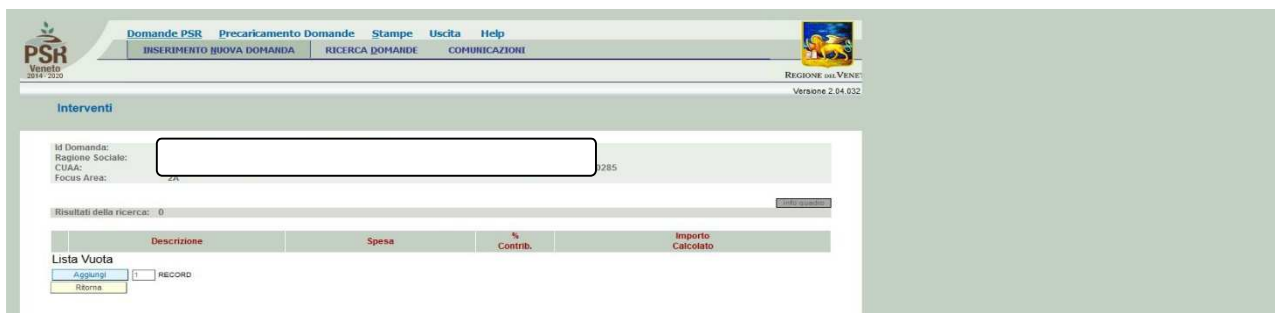 Domande PSR Precaricamento Domande Stampe Uscita Help
INSERIMENTO NUOVA DOMANDA RICERCA DOMANDE COMUNICAZIONI
PSR
Veneto
2014-2020
REGIONE DEL VENE
Versione 2.04.032
Interventi
Id Domanda:
Ragione Sociale:
CUAA: 0285
Focus Area: 2A
Info quadro
Risultati della ricerca: 0
Descrizione Spesa % Contrib. Importo Calcolato
Lista Vuota
Aggiungi 1 RECORD
Ritorna